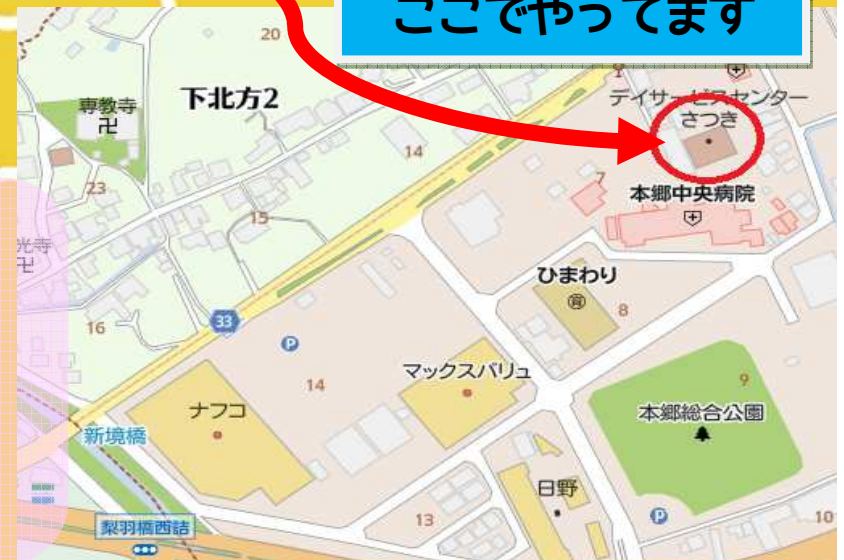 ここでやってます
20
下北方2
専教寺
卍
デイサービスセンター
さつき
14
7
本郷中央病院
23
15
光寺
卍
ひまわり
8
33
16
P
マックスバリュ
14
9
ナフコ
本郷総合公園
新境橋
日野
梨羽橋西詰
13
P
10